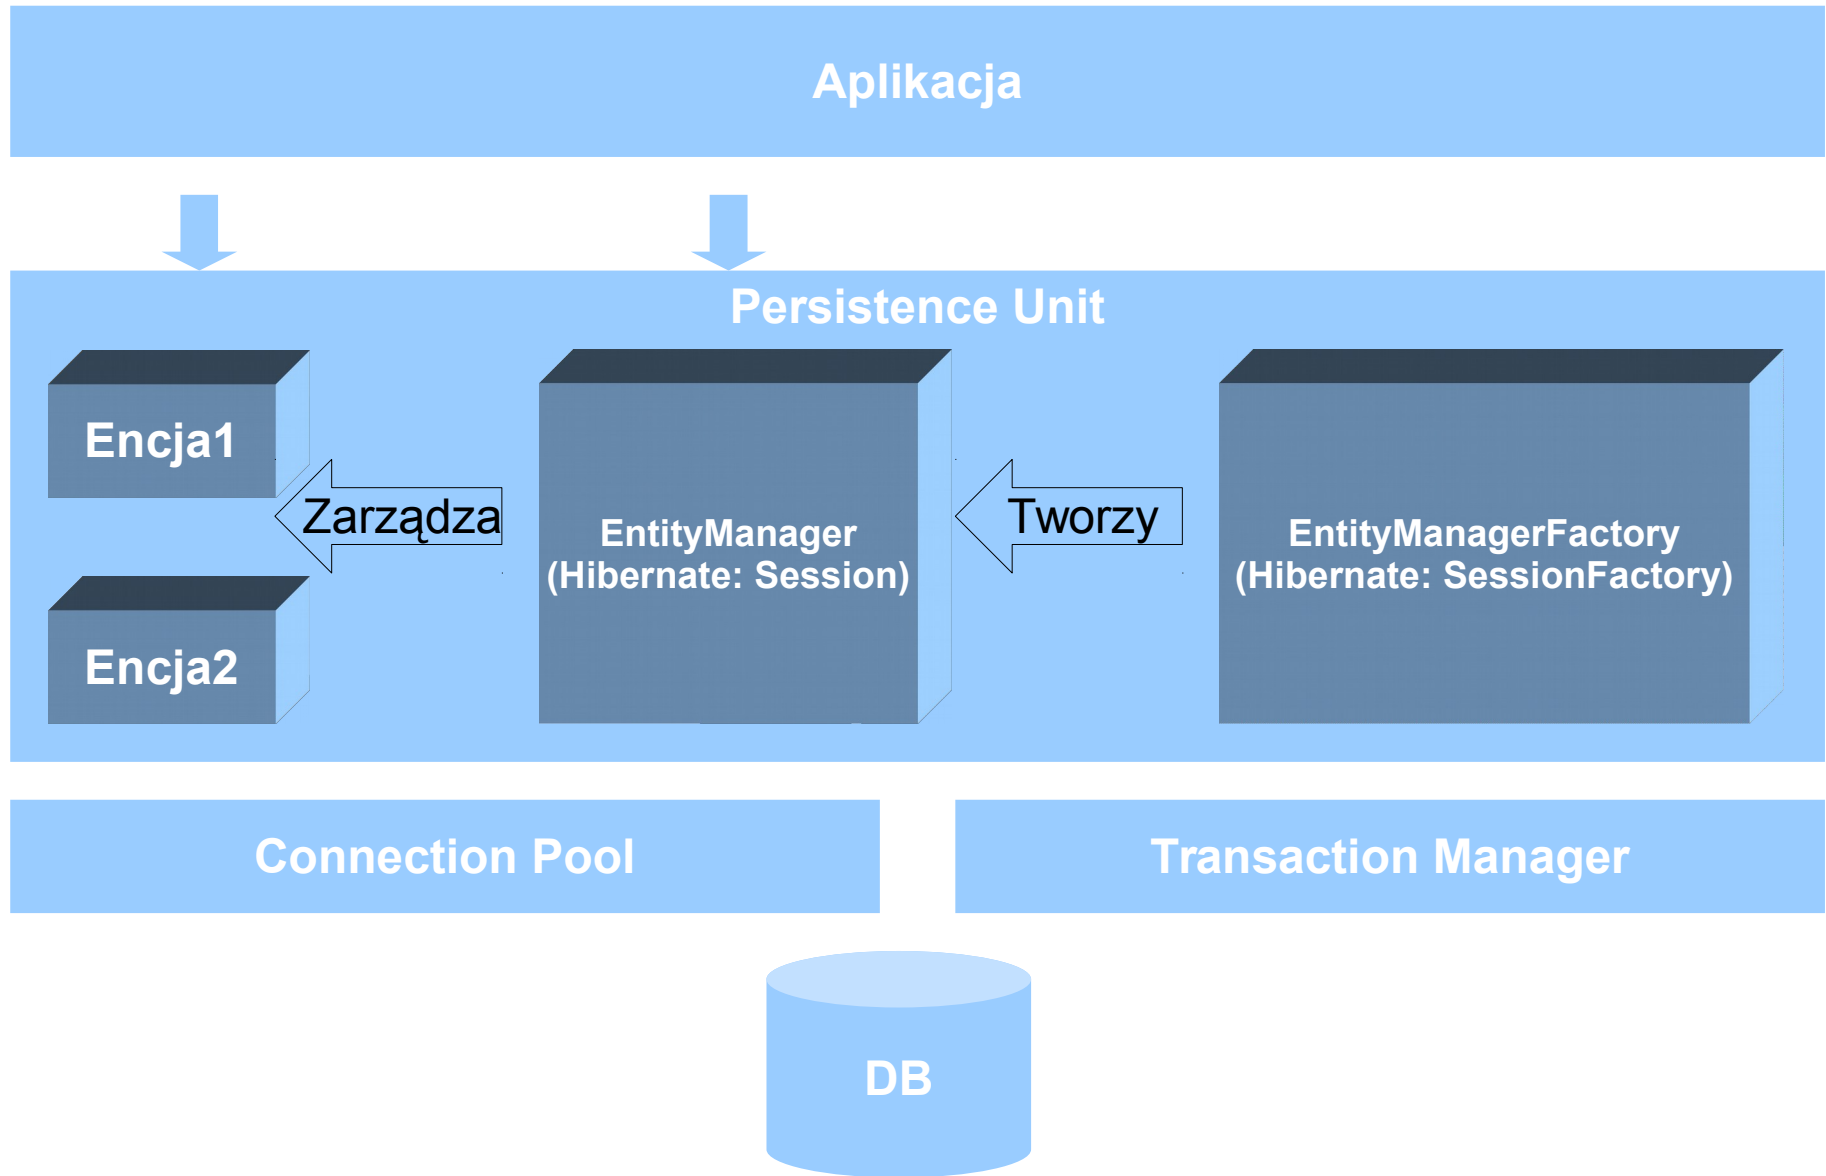 Aplikacja
Persistence Unit
Encja1
Zarządza
EntityManager
(Hibernate: Session)
Tworzy
EntityManagerFactory
(Hibernate: SessionFactory)
Encja2
Connection Pool
Transaction Manager
DB